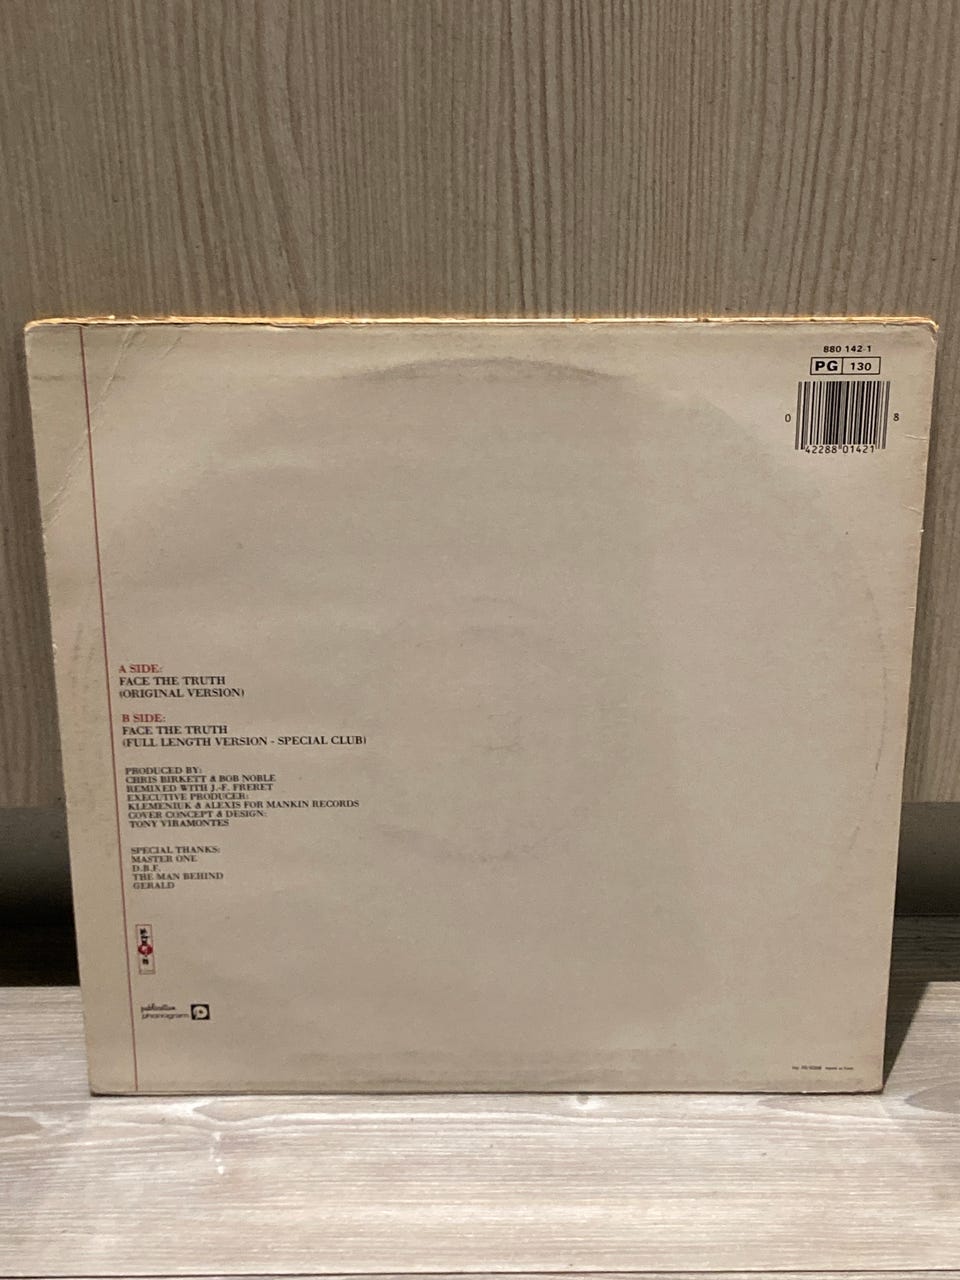 880 142-1
PG 130
0 42288 01421 8
A SIDE:
FACE THE TRUTH
(ORIGINAL VERSION)
B SIDE:
FACE THE TRUTH
(FULL LENGTH VERSION - SPECIAL CLUB)
PRODUCED BY:
CHRIS BIRKETT & BOB NOBLE
REMIXED WITH J.-F. FRERET
EXECUTIVE PRODUCER:
KLEMENIUK & ALEXIS FOR MANKIN RECORDS
COVER CONCEPT & DESIGN:
TONY VIRAMONTES
SPECIAL THANKS:
MASTER ONE
D.B.F.
THE MAN BEHIND
GERALD
publication
phonogram